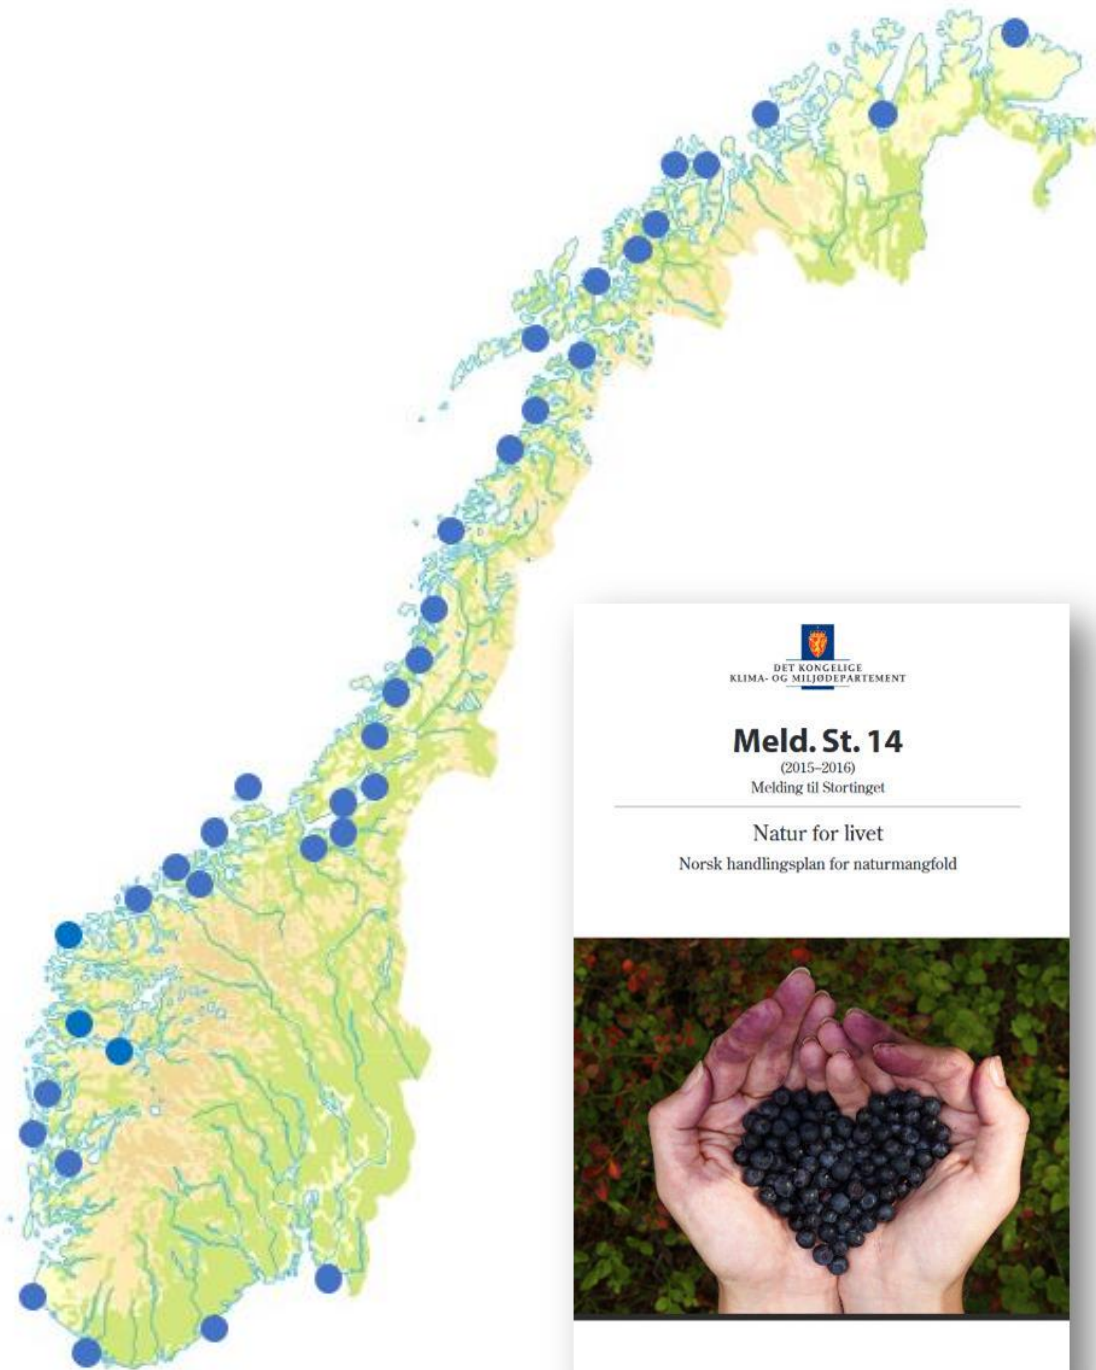 DET KONGELIGE
KLIMA- OG MILJØDEPARTEMENT
Meld. St. 14
(2015–2016)
Melding til Stortinget
Natur for livet
Norsk handlingsplan for naturmangfold